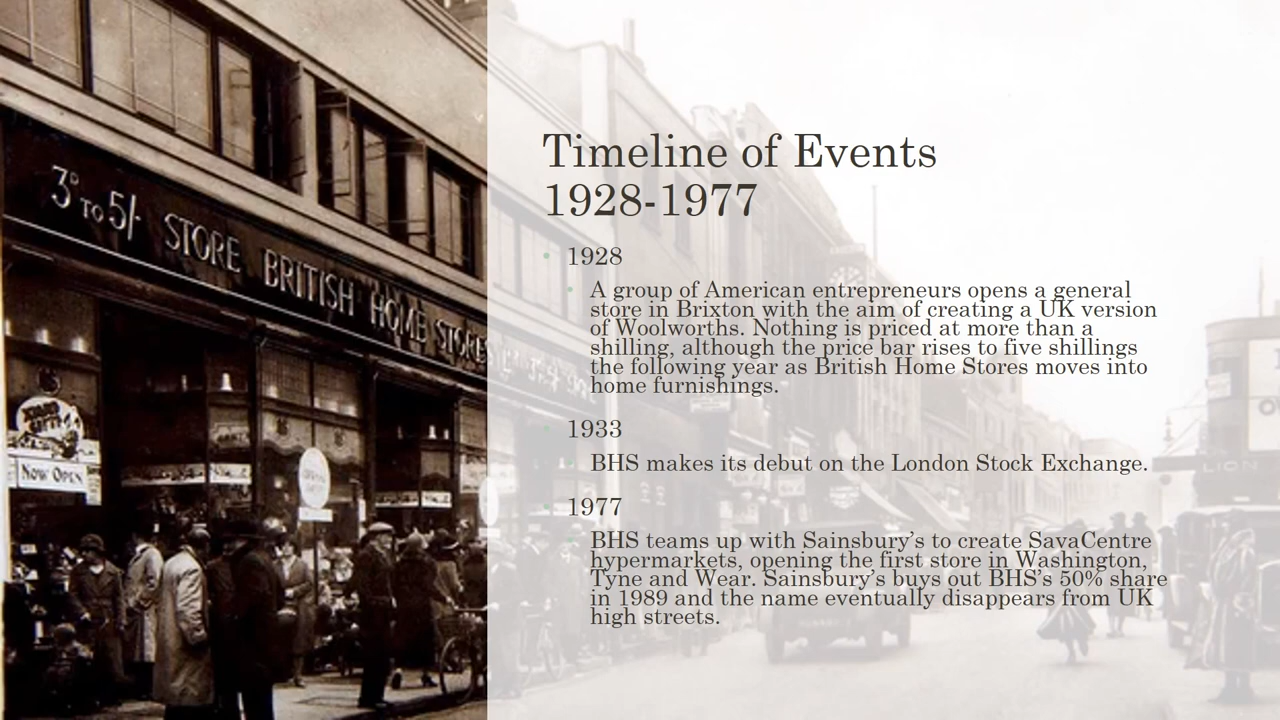 3D TO 5/- STORE BRITISH HOME STORES
NOW OPEN
Timeline of Events
1928-1977
1928
A group of American entrepreneurs opens a general
store in Brixton with the aim of creating a UK version
of Woolworths. Nothing is priced at more than a
shilling, although the price bar rises to five shillings
the following year as British Home Stores moves into
home furnishings.
1933
BHS makes its debut on the London Stock Exchange.
1977
BHS teams up with Sainsbury’s to create SavaCentre
hypermarkets, opening the first store in Washington,
Tyne and Wear. Sainsbury’s buys out BHS’s 50% share
in 1989 and the name eventually disappears from UK
high streets.
LION